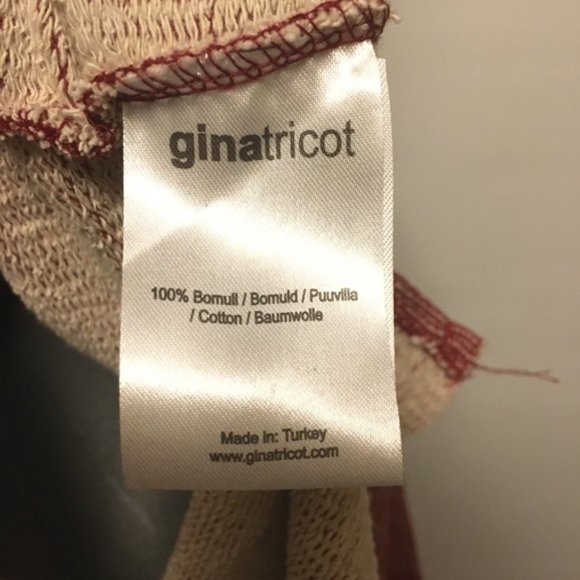 ginatricot
100% Bomull / Bomuld / Puuvilla
/ Cotton / Baumwolle
Made in: Turkey
www.ginatricot.com